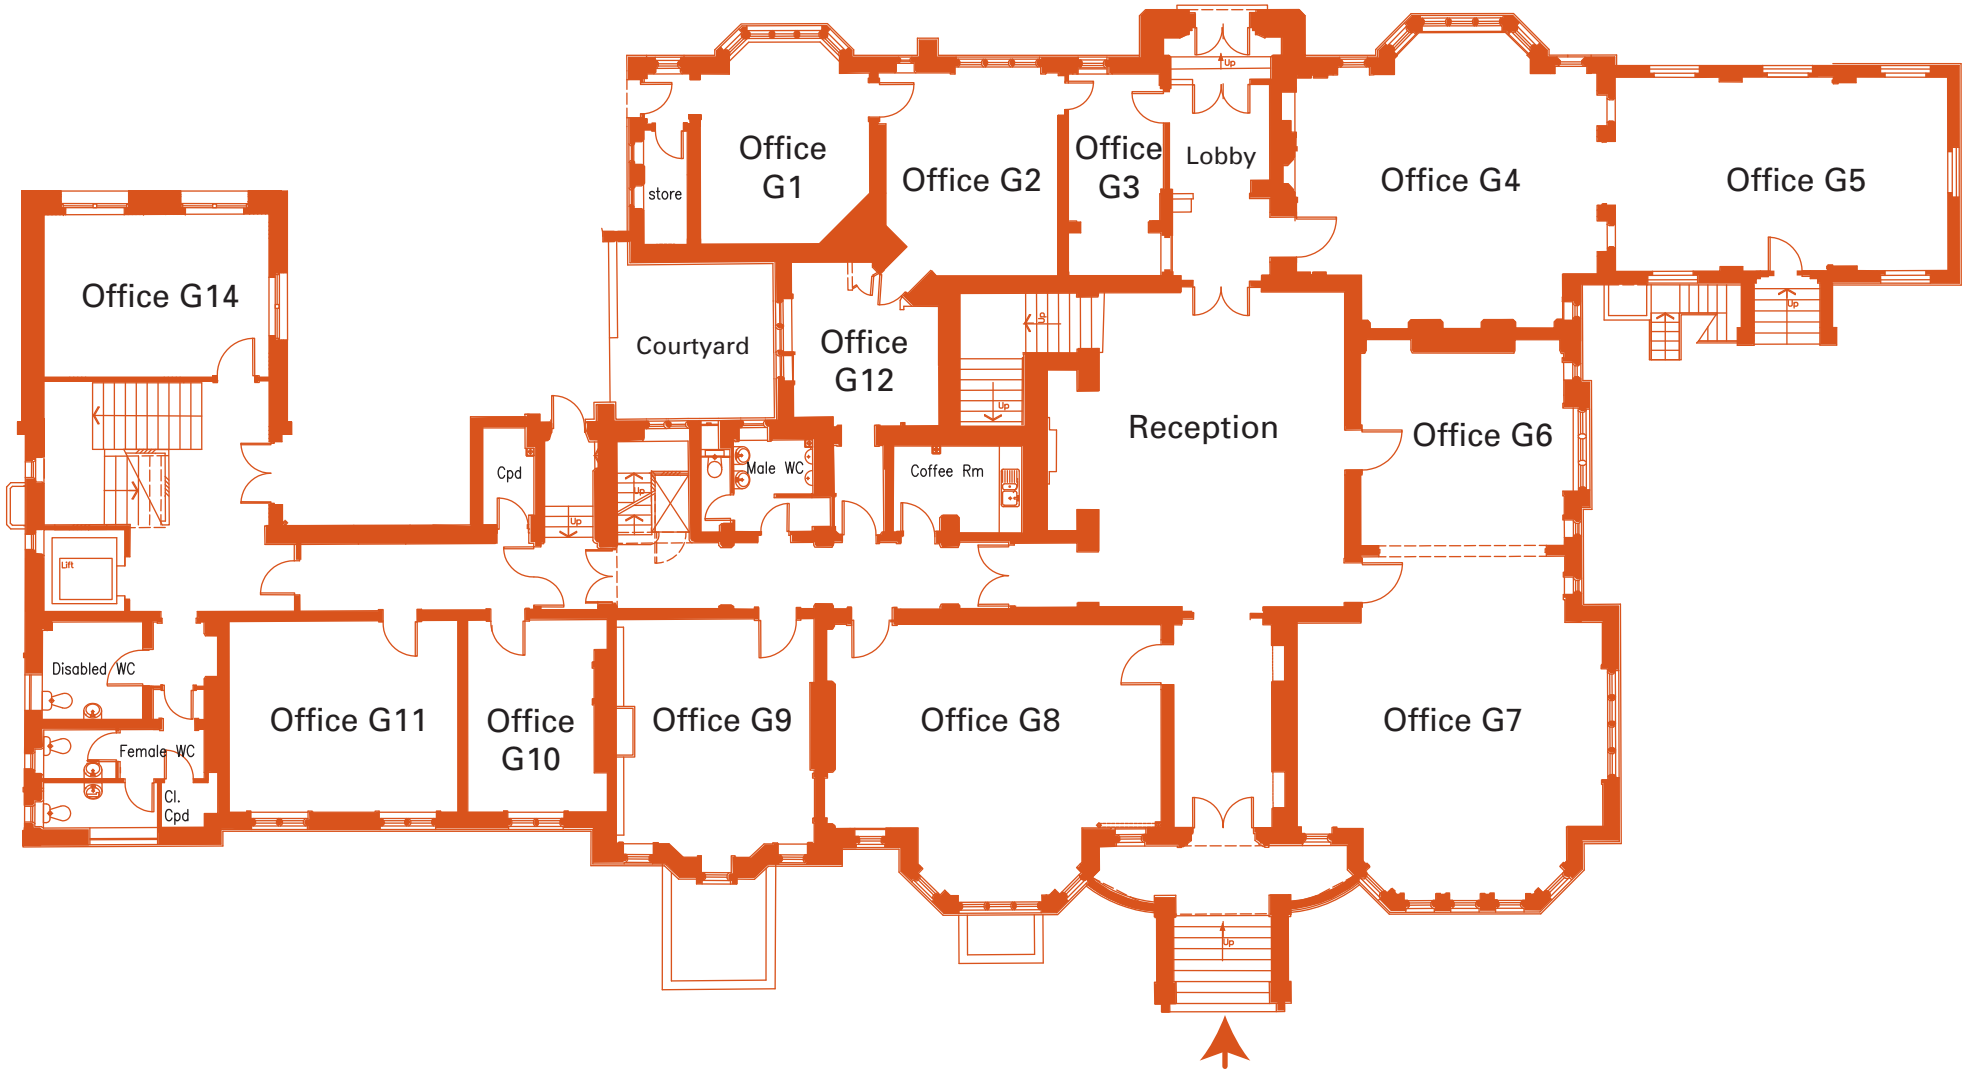 Up
Office
G1
Office G2
Office
G3
Lobby
Office G4
Office G5
store
Office G14
Courtyard
Office
G12
Up
Up
Up
Reception
Office G6
Cpd
Male WC
Coffee Rm
Up
Up
Lift
Disabled WC
Office G11
Office
G10
Office G9
Office G8
Office G7
Female WC
Cl.
Cpd
Up